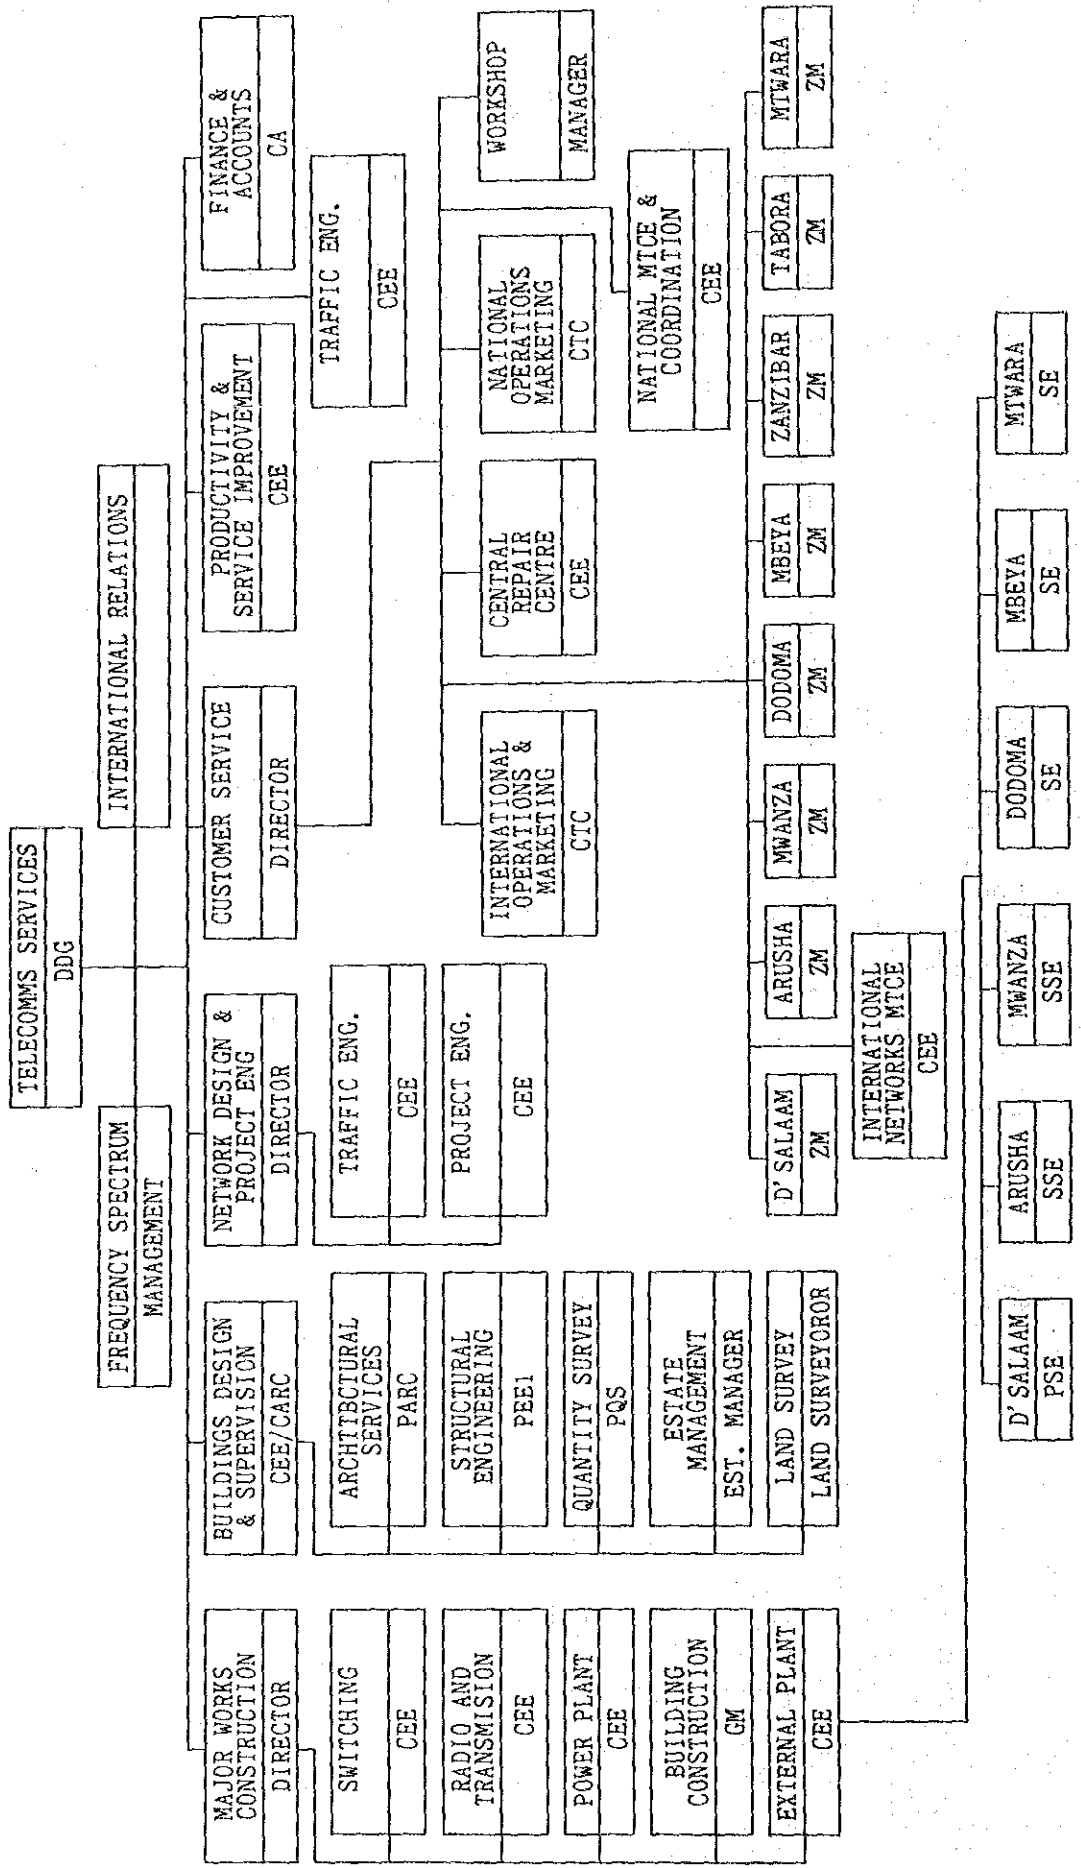 TELECOMMS SERVICES
DDG
FREQUENCY SPECTRUM
MANAGEMENT
INTERNATIONAL RELATIONS
MAJOR WORKS
CONSTRUCTION
DIRECTOR
BUILDINGS DESIGN
& SUPERVISION
CEE/CARC
NETWORK DESIGN &
PROJECT ENG
DIRECTOR
CUSTOMER SERVICE
DIRECTOR
PRODUCTIVITY &
SERVICE IMPROVEMENT
CEE
FINANCE &
ACCOUNTS
CA
SWITCHING
CEE
RADIO AND
TRANSMISION
CEE
POWER PLANT
CEE
BUILDING
CONSTRUCTION
GM
EXTERNAL PLANT
CEE
ARCHITBCTURAL
SERVICES
PARC
STRUCTURAL
ENGINEERING
PEE1
QUANTITY SURVEY
PQS
ESTATE
MANAGEMENT
EST. MANAGER
LAND SURVEY
LAND SURVEYOROR
TRAFFIC ENG.
CEE
PROJECT ENG.
CEE
TRAFFIC ENG.
CEE
INTERNATIONAL
OPERATIONS &
MARKETING
CTC
CENTRAL
REPAIR
CENTRE
CEE
NATIONAL
OPERATIONS
MARKETING
CTC
WORKSHOP
MANAGER
NATIONAL MTCE &
COORDINATION
CEE
D'SALAAM
ZM
ARUSHA
ZM
MWANZA
ZM
DODOMA
ZM
MBEYA
ZM
ZANZIBAR
ZM
TABORA
ZM
MTWARA
ZM
INTERNATIONAL
NETWORKS MTCE
CEE
D'SALAAM
PSE
ARUSHA
SSE
MWANZA
SSE
DODOMA
SE
MBEYA
SE
MTWARA
SE